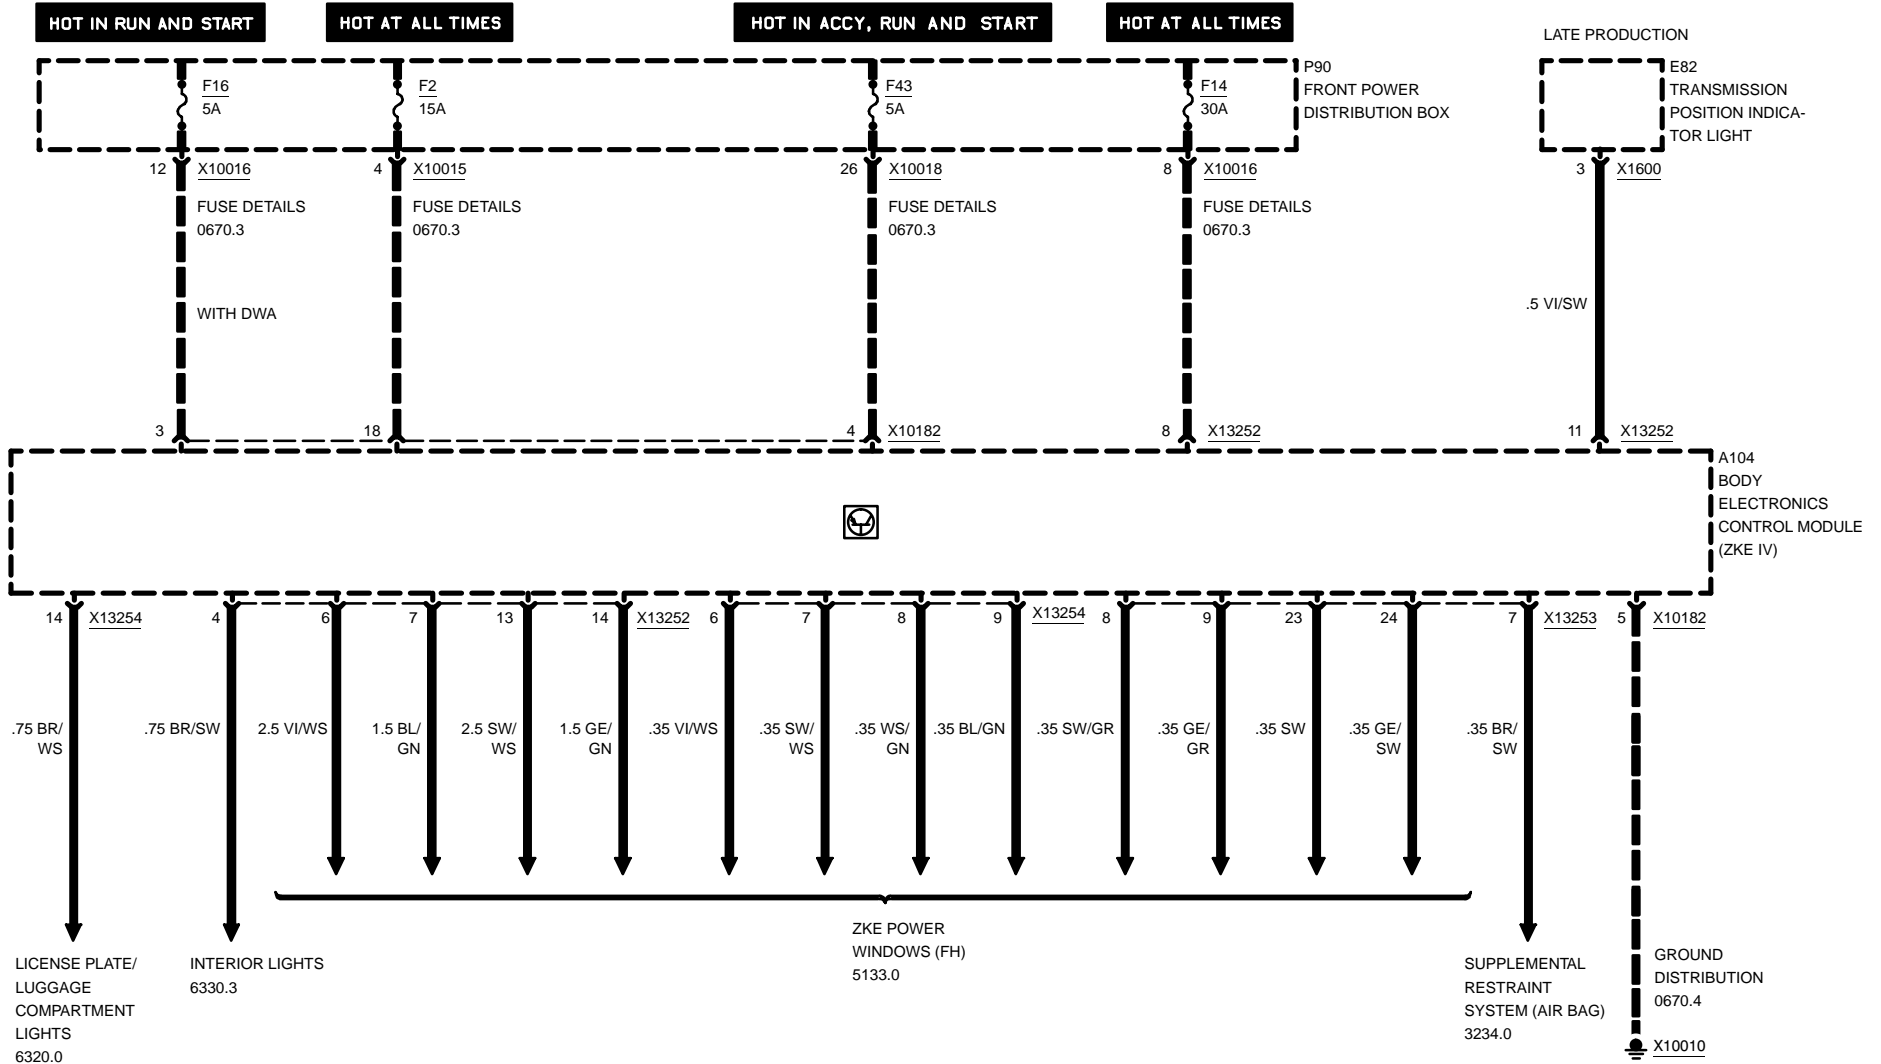 HOT IN RUN AND START
HOT AT ALL TIMES
HOT IN ACCY, RUN AND START
HOT AT ALL TIMES
LATE PRODUCTION
F16
5A
F2
15A
F43
5A
F14
30A
P90
FRONT POWER
DISTRIBUTION BOX
E82
TRANSMISSION
POSITION INDICA-
TOR LIGHT
12 X10016
4 X10015
26 X10018
8 X10016
3 X1600
FUSE DETAILS
0670.3
FUSE DETAILS
0670.3
FUSE DETAILS
0670.3
FUSE DETAILS
0670.3
WITH DWA
.5 VI/SW
3
18
4 X10182
8 X13252
11 X13252
A104
BODY
ELECTRONICS
CONTROL MODULE
(ZKE IV)
14 X13254
4
6
7
13
14 X13252
6
7
8
9 X13254
8
9
23
24
7 X13253
5 X10182
.75 BR/
WS
.75 BR/SW
2.5 VI/WS
1.5 BL/
GN
2.5 SW/
WS
1.5 GE/
GN
.35 VI/WS
.35 SW/
WS
.35 WS/
GN
.35 BL/GN
.35 SW/GR
.35 GE/
GR
.35 SW
.35 GE/
SW
.35 BR/
SW
LICENSE PLATE/
LUGGAGE
COMPARTMENT
LIGHTS
6320.0
INTERIOR LIGHTS
6330.3
ZKE POWER
WINDOWS (FH)
5133.0
SUPPLEMENTAL
RESTRAINT
SYSTEM (AIR BAG)
3234.0
GROUND
DISTRIBUTION
0670.4
X10010